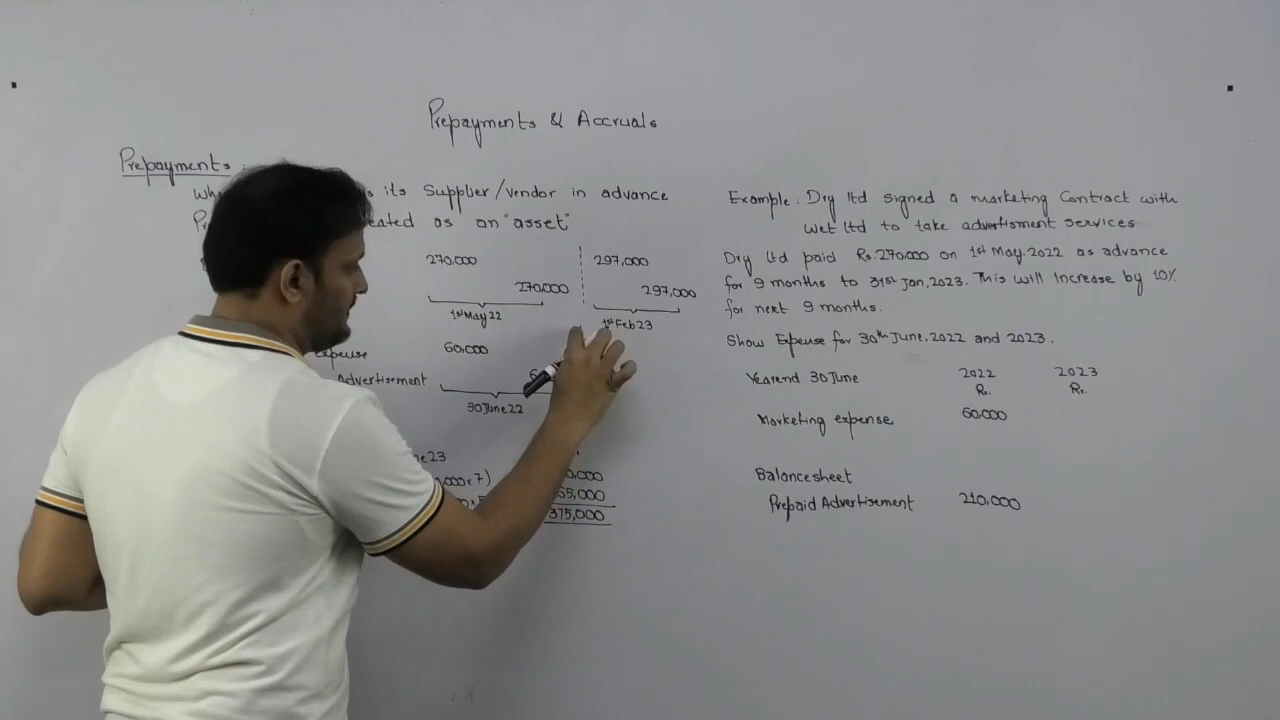 Prepayments & Accruals
Prepayments :
its Supplier/vendor in advance
as an "asset"
270,000
297,000
270,000
297,000
1st May 22
1st Feb 23
expense
60,000
Advertisement
30 June 22
375,000
Example : Dry ltd signed a marketing Contract with
Wet ltd to take advertisment services
Dry Ltd paid Rs.270,000 on 1st May.2022 as advance
for 9 months to 31st Jan,2023. This will increase by 10%
for next 9 months.
Show Expense for 30th June,2022 and 2023.
Yearend 30 June 2022 2023
Rs. Rs.
Marketing expense 60,000
Balancesheet
Prepaid Advertisement 210,000